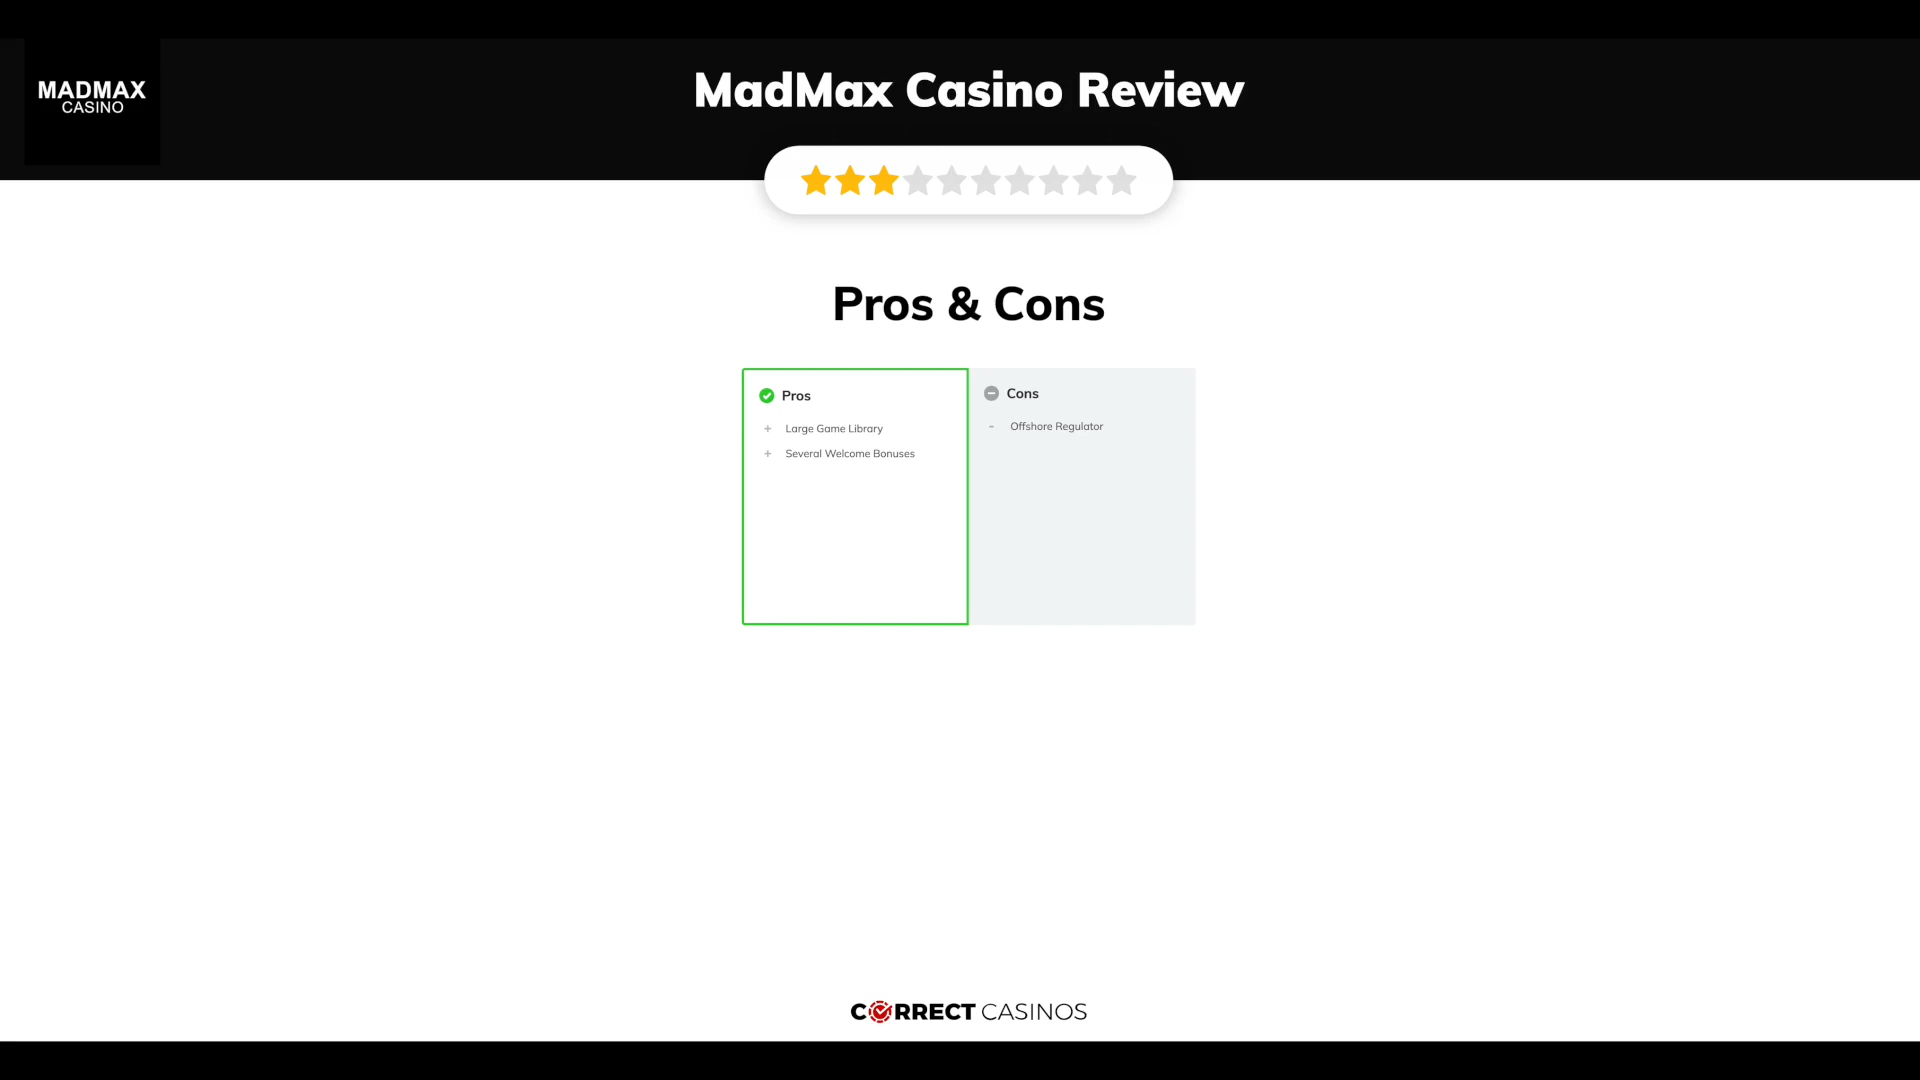 MADMAX
CASINO
MadMax Casino Review
Pros & Cons
Pros
+ Large Game Library
+ Several Welcome Bonuses
Cons
- Offshore Regulator
CORRECT CASINOS